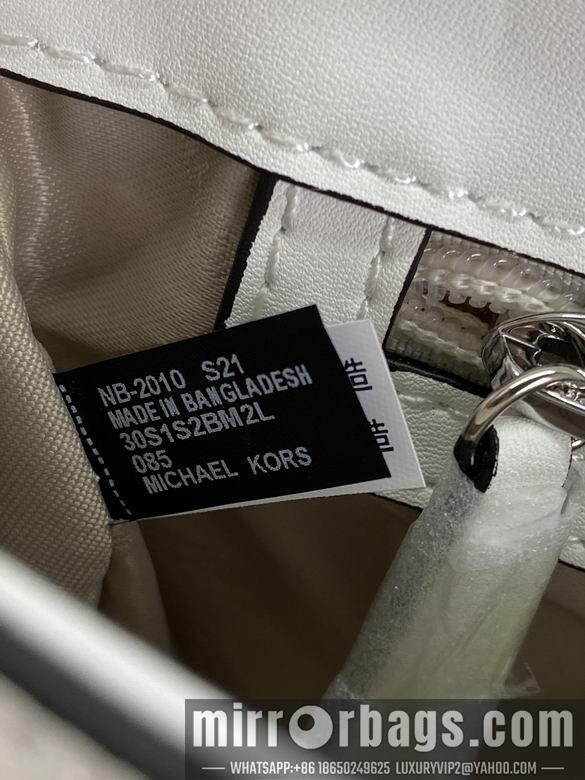 NB-2010 S21
MADE IN BANGLADESH
30S1S2BM2L
085
MICHAEL KORS
mirrorbags.com
WHATSAPP:+86 18650249625 LUXURYVIP2@YAHOO.COM